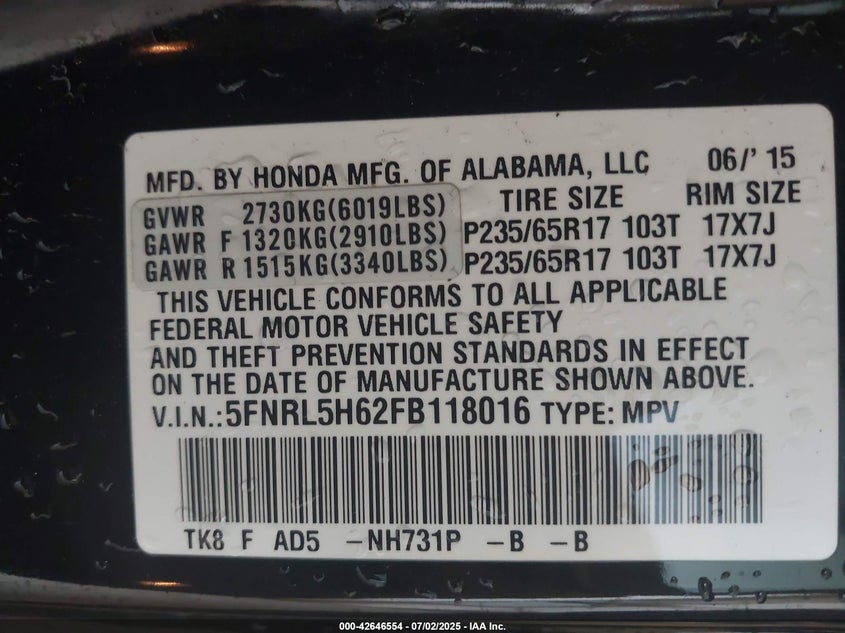 MFD. BY HONDA MFG. OF ALABAMA, LLC 06/'15
TIRE SIZE RIM SIZE
GVWR 2730KG(6019LBS)
GAWR F 1320KG(2910LBS) P235/65R17 103T 17X7J
GAWR R 1515KG(3340LBS) P235/65R17 103T 17X7J
THIS VEHICLE CONFORMS TO ALL APPLICABLE
FEDERAL MOTOR VEHICLE SAFETY
AND THEFT PREVENTION STANDARDS IN EFFECT
ON THE DATE OF MANUFACTURE SHOWN ABOVE.
V.I.N.:5FNRL5H62FB118016 TYPE: MPV
TK8 F AD5 -NH731P -B -B
000-42646554 - 07/02/2025 - IAA Inc.